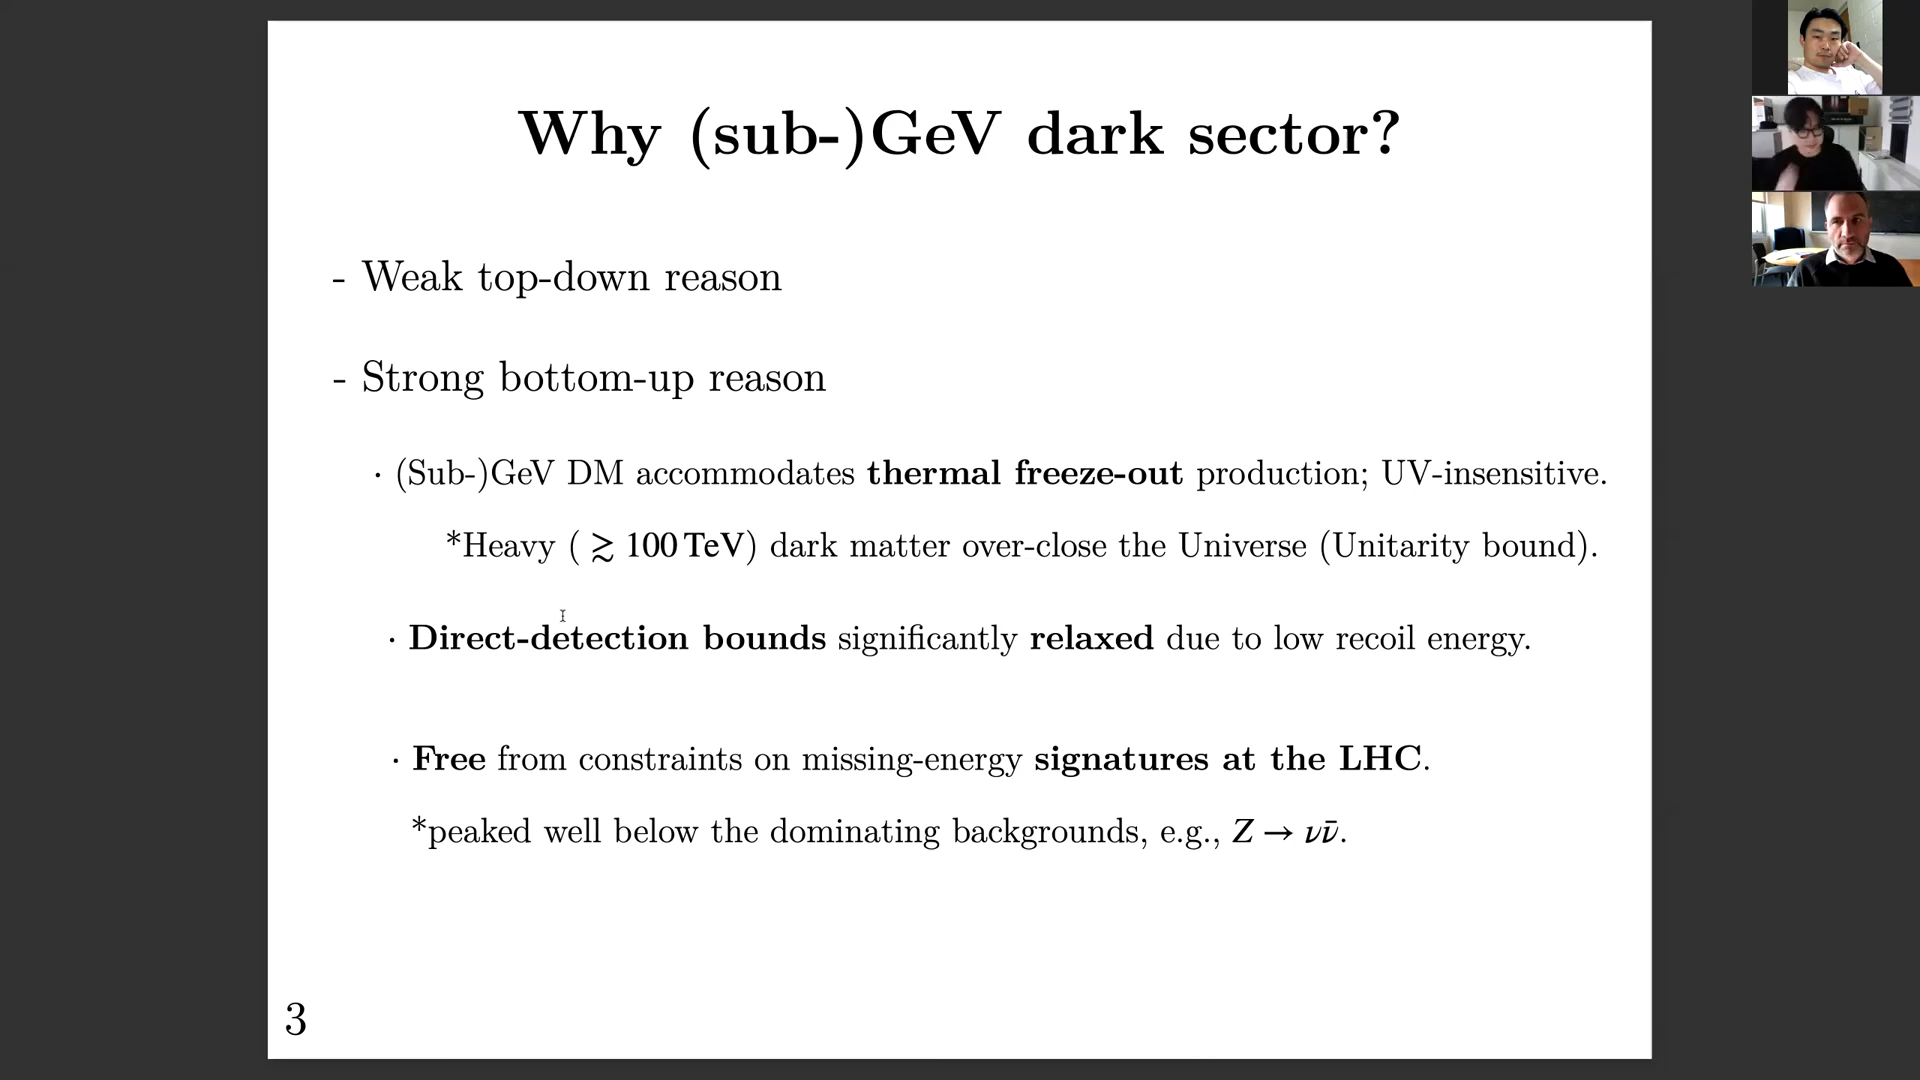 Why (sub-)GeV dark sector?
- Weak top-down reason
- Strong bottom-up reason
· (Sub-)GeV DM accommodates thermal freeze-out production; UV-insensitive.
*Heavy ( ≳ 100 TeV) dark matter over-close the Universe (Unitarity bound).
· Direct-detection bounds significantly relaxed due to low recoil energy.
· Free from constraints on missing-energy signatures at the LHC.
*peaked well below the dominating backgrounds, e.g., Z → νν̄.
3